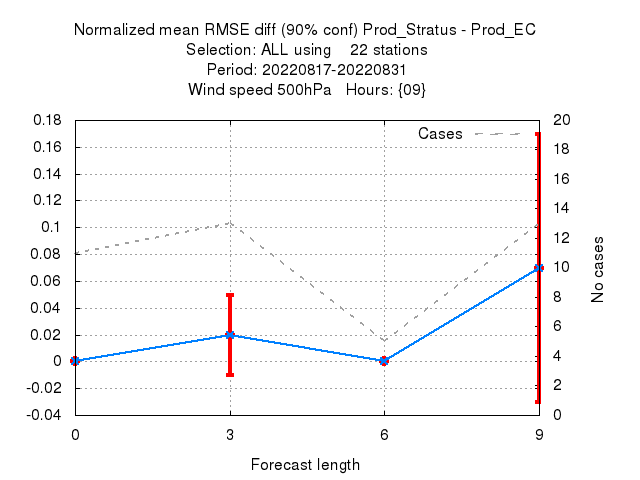 Normalized mean RMSE diff (90% conf) Prod_Stratus - Prod_EC
Selection: ALL using    22 stations
Period: 20220817-20220831
Wind speed 500hPa   Hours: {09}
0.18
0.16
0.14
0.12
0.1
0.08
0.06
0.04
0.02
0
-0.02
-0.04
Cases
20
18
16
14
12
10
8
6
4
2
0
No cases
0 3 6 9
Forecast length